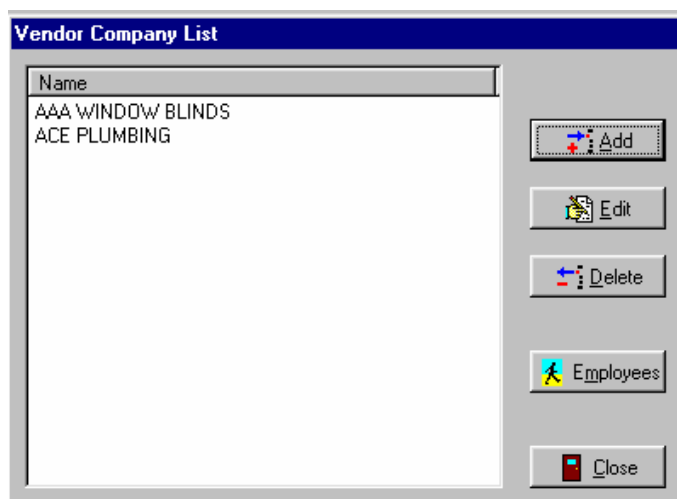 Vendor Company List
Name
AAA WINDOW BLINDS
ACE PLUMBING
Add
Edit
Delete
Employees
Close